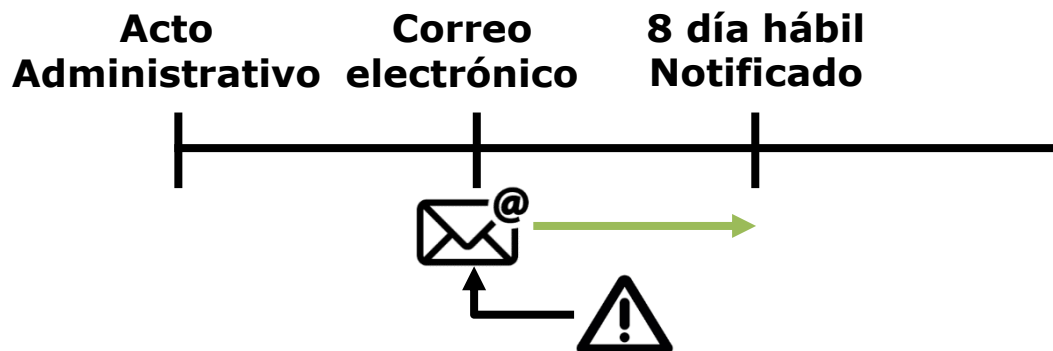 Acto
Administrativo
Correo
electrónico
8 día hábil
Notificado
@